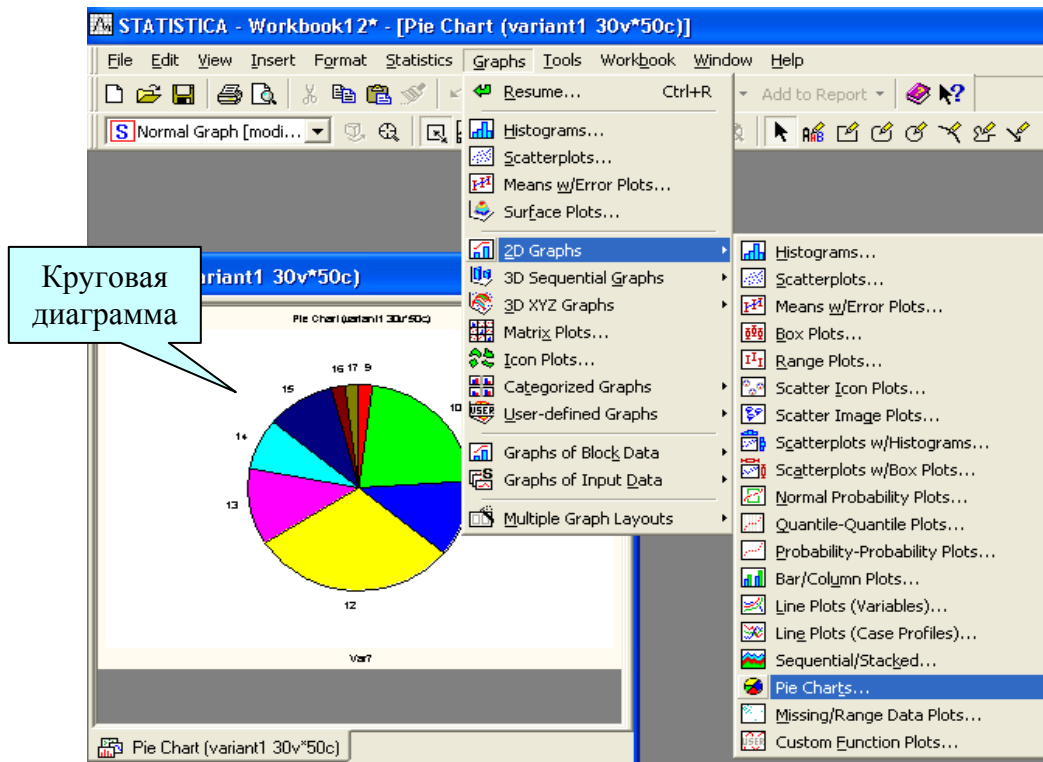 STATISTICA - Workbook12* - [Pie Chart (variant1 30v*50c)]
File Edit View Insert Format Statistics Graphs Tools Workbook Window Help
Add to Report
S Normal Graph [modi...
Resume... Ctrl+R
Histograms...
Scatterplots...
Means w/Error Plots...
Surface Plots...
2D Graphs
3D Sequential Graphs
3D XYZ Graphs
Matrix Plots...
Icon Plots...
Categorized Graphs
User-defined Graphs
Graphs of Block Data
Graphs of Input Data
Multiple Graph Layouts
Histograms...
Scatterplots...
Means w/Error Plots...
Box Plots...
Range Plots...
Scatter Icon Plots...
Scatter Image Plots...
Scatterplots w/Histograms...
Scatterplots w/Box Plots...
Normal Probability Plots...
Quantile-Quantile Plots...
Probability-Probability Plots...
Bar/Column Plots...
Line Plots (Variables)...
Line Plots (Case Profiles)...
Sequential/Stacked...
Pie Charts...
Missing/Range Data Plots...
Custom Function Plots...
Круговая
диаграмма
riant1 30v*50c)
Pie Chart (variant1 30v*50c)
16 17 9
15
10
14
13
12
Var7
Pie Chart (variant1 30v*50c)